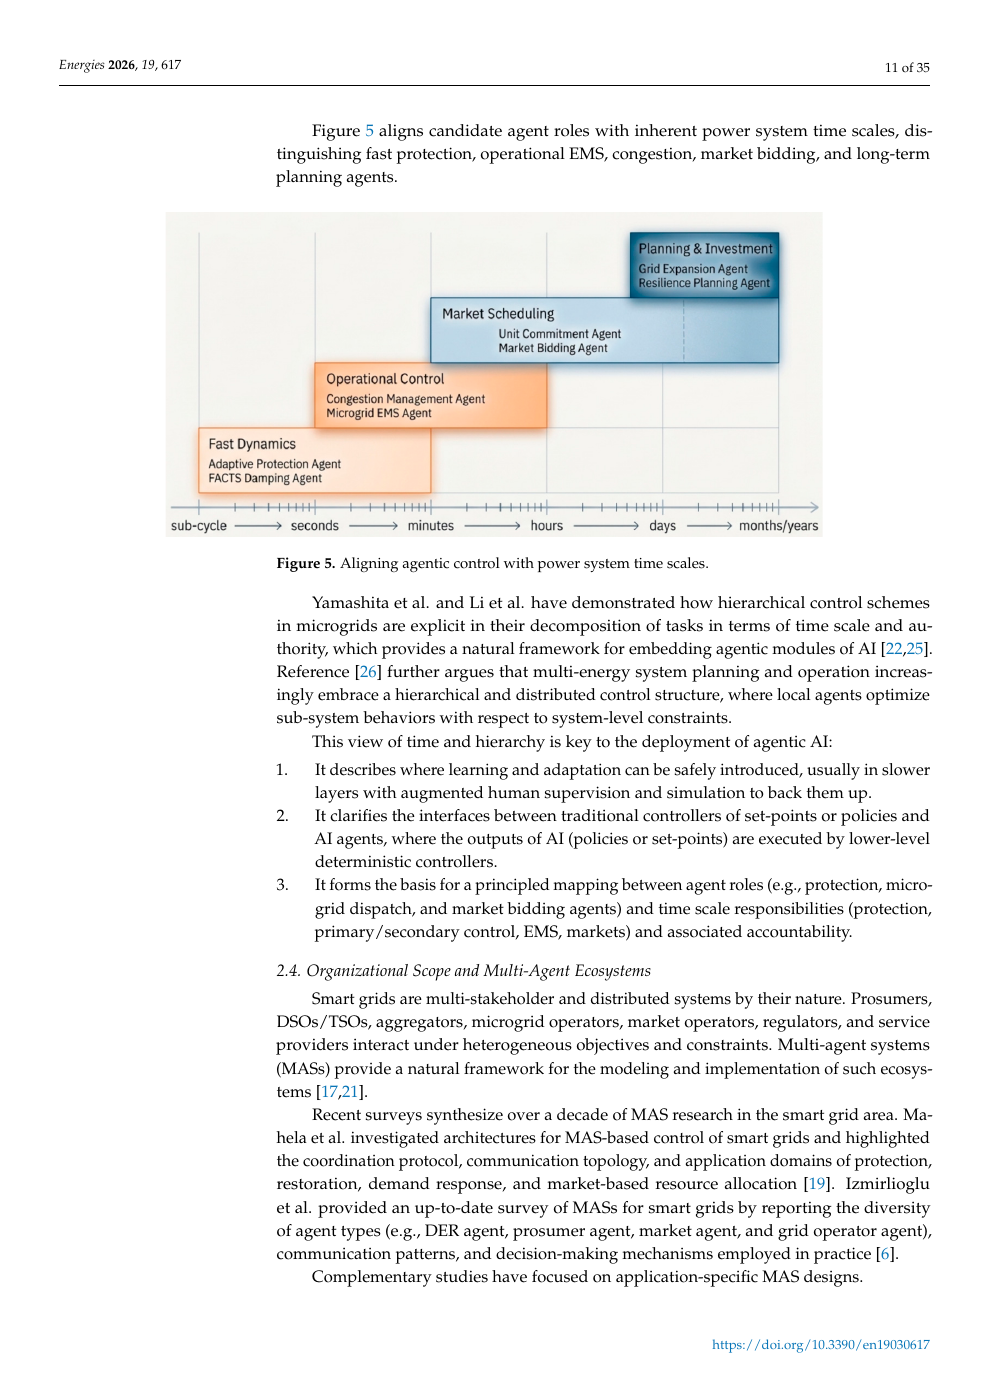 Energies 2026, 19, 617
11 of 35
Figure 5 aligns candidate agent roles with inherent power system time scales, dis-
tinguishing fast protection, operational EMS, congestion, market bidding, and long-term
planning agents.
Planning & Investment
Grid Expansion Agent
Resilience Planning Agent
Market Scheduling
Unit Commitment Agent
Market Bidding Agent
Operational Control
Congestion Management Agent
Microgrid EMS Agent
Fast Dynamics
Adaptive Protection Agent
FACTS Damping Agent
sub-cycle seconds minutes hours days months/years
Figure 5. Aligning agentic control with power system time scales.
Yamashita et al. and Li et al. have demonstrated how hierarchical control schemes
in microgrids are explicit in their decomposition of tasks in terms of time scale and au-
thority, which provides a natural framework for embedding agentic modules of AI [22,25].
Reference [26] further argues that multi-energy system planning and operation increas-
ingly embrace a hierarchical and distributed control structure, where local agents optimize
sub-system behaviors with respect to system-level constraints.
This view of time and hierarchy is key to the deployment of agentic AI:
1. It describes where learning and adaptation can be safely introduced, usually in slower
layers with augmented human supervision and simulation to back them up.
2. It clarifies the interfaces between traditional controllers of set-points or policies and
AI agents, where the outputs of AI (policies or set-points) are executed by lower-level
deterministic controllers.
3. It forms the basis for a principled mapping between agent roles (e.g., protection, micro-
grid dispatch, and market bidding agents) and time scale responsibilities (protection,
primary/secondary control, EMS, markets) and associated accountability.
2.4. Organizational Scope and Multi-Agent Ecosystems
Smart grids are multi-stakeholder and distributed systems by their nature. Prosumers,
DSOs/TSOs, aggregators, microgrid operators, market operators, regulators, and service
providers interact under heterogeneous objectives and constraints. Multi-agent systems
(MASs) provide a natural framework for the modeling and implementation of such ecosys-
tems [17,21].
Recent surveys synthesize over a decade of MAS research in the smart grid area. Ma-
hela et al. investigated architectures for MAS-based control of smart grids and highlighted
the coordination protocol, communication topology, and application domains of protection,
restoration, demand response, and market-based resource allocation [19]. Izmirlioglu
et al. provided an up-to-date survey of MASs for smart grids by reporting the diversity
of agent types (e.g., DER agent, prosumer agent, market agent, and grid operator agent),
communication patterns, and decision-making mechanisms employed in practice [6].
Complementary studies have focused on application-specific MAS designs.
https://doi.org/10.3390/en19030617